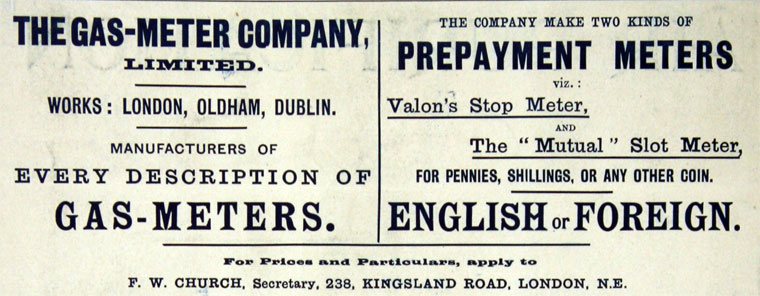 THE GAS-METER COMPANY,
LIMITED.
WORKS: LONDON, OLDHAM, DUBLIN.
MANUFACTURERS OF
EVERY DESCRIPTION OF
GAS-METERS.
THE COMPANY MAKE TWO KINDS OF
PREPAYMENT METERS
viz.:
Valon's Stop Meter,
AND
The "Mutual" Slot Meter,
FOR PENNIES, SHILLINGS, OR ANY OTHER COIN.
ENGLISH or FOREIGN.
For Prices and Particulars, apply to
F. W. CHURCH, Secretary, 238, KINGSLAND ROAD, LONDON, N.E.